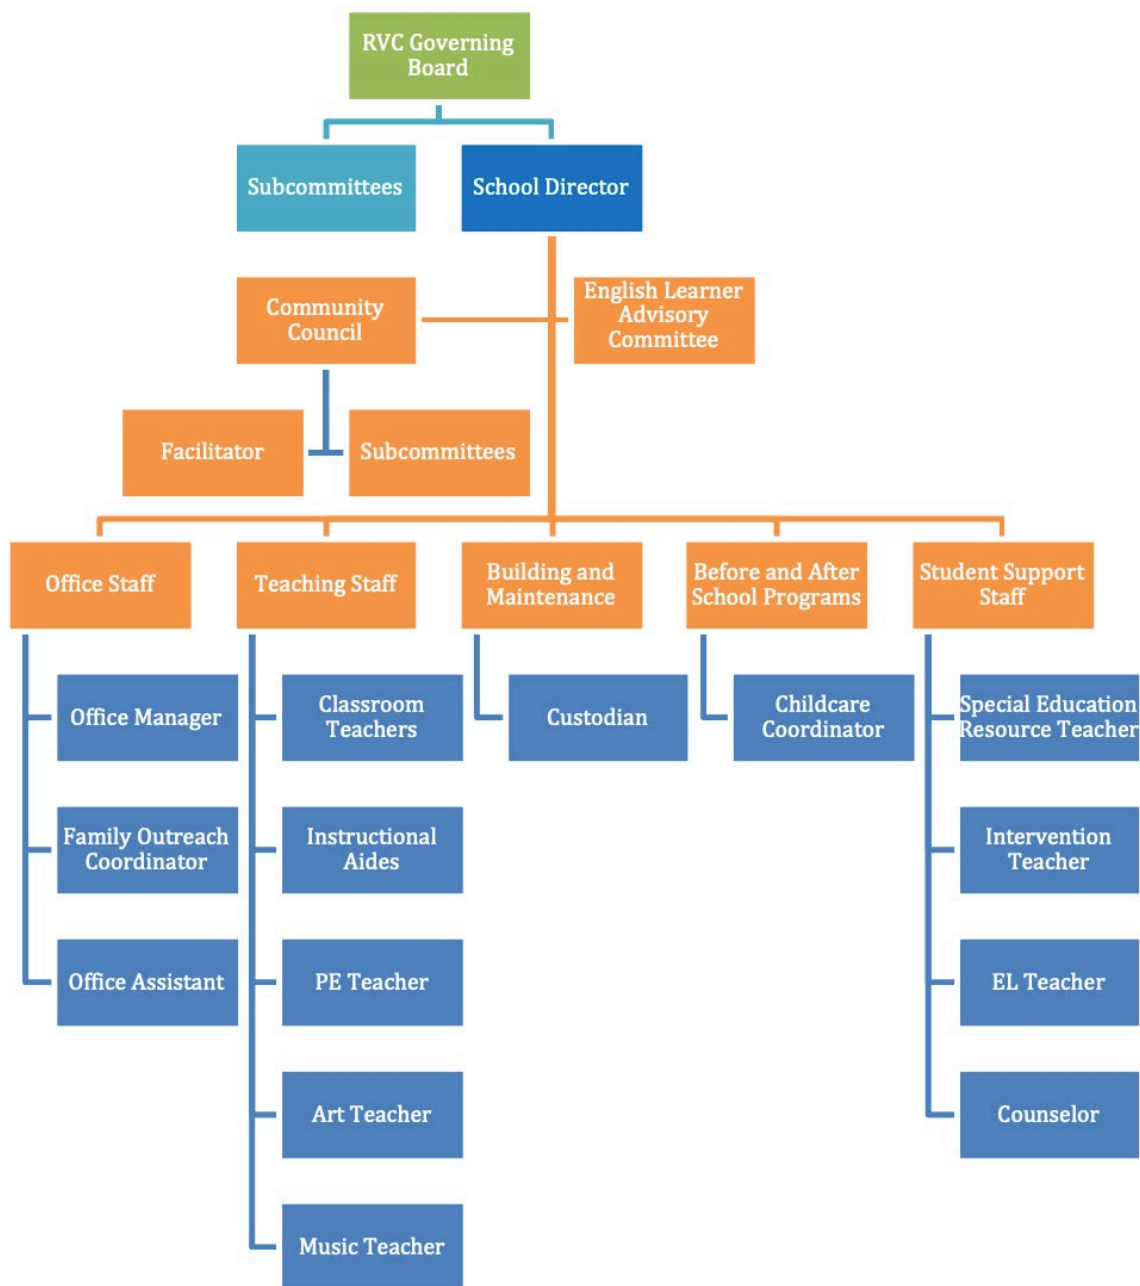 RVC Governing
Board
Subcommittees
School Director
Community
Council
English Learner
Advisory
Committee
Facilitator
Subcommittees
Office Staff
Teaching Staff
Building and
Maintenance
Before and After
School Programs
Student Support
Staff
Office Manager
Classroom
Teachers
Custodian
Childcare
Coordinator
Special Education
Resource Teacher
Family Outreach
Coordinator
Instructional
Aides
Intervention
Teacher
Office Assistant
PE Teacher
EL Teacher
Art Teacher
Counselor
Music Teacher